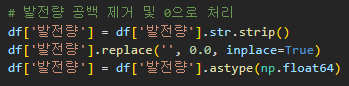 # 발전량 공백 제거 및 0으로 처리
df['발전량'] = df['발전량'].str.strip()
df['발전량'].replace('', 0.0, inplace=True)
df['발전량'] = df['발전량'].astype(np.float64)